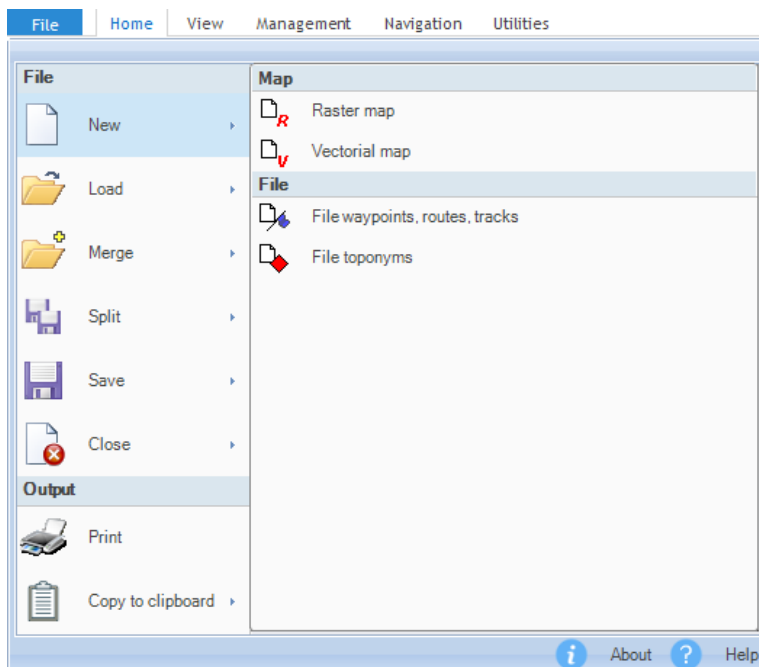 File Home View Management Navigation Utilities
File
New
Load
Merge
Split
Save
Close
Output
Print
Copy to clipboard
Map
R Raster map
V Vectorial map
File
File waypoints, routes, tracks
File toponyms
i About ? Help